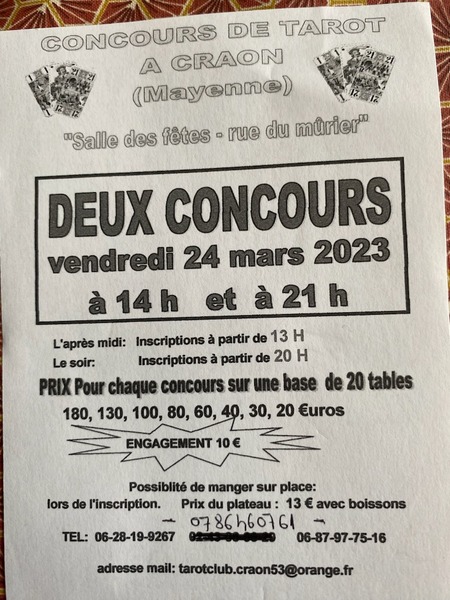 CONCOURS DE TAROT
A CRAON
(Mayenne)
"Salle des fêtes - rue du mûrier"
DEUX CONCOURS
vendredi 24 mars 2023
à 14 h et à 21 h
L'après midi: Inscriptions à partir de 13 H
Le soir: Inscriptions à partir de 20 H
PRIX Pour chaque concours sur une base de 20 tables
180, 130, 100, 80, 60, 40, 30, 20 €uros
ENGAGEMENT 10 €
Possiblité de manger sur place:
lors de l'inscription. Prix du plateau : 13 € avec boissons
- 0786460761 -
TEL: 06-28-19-9267 06-87-97-75-16
adresse mail: tarotclub.craon53@orange.fr